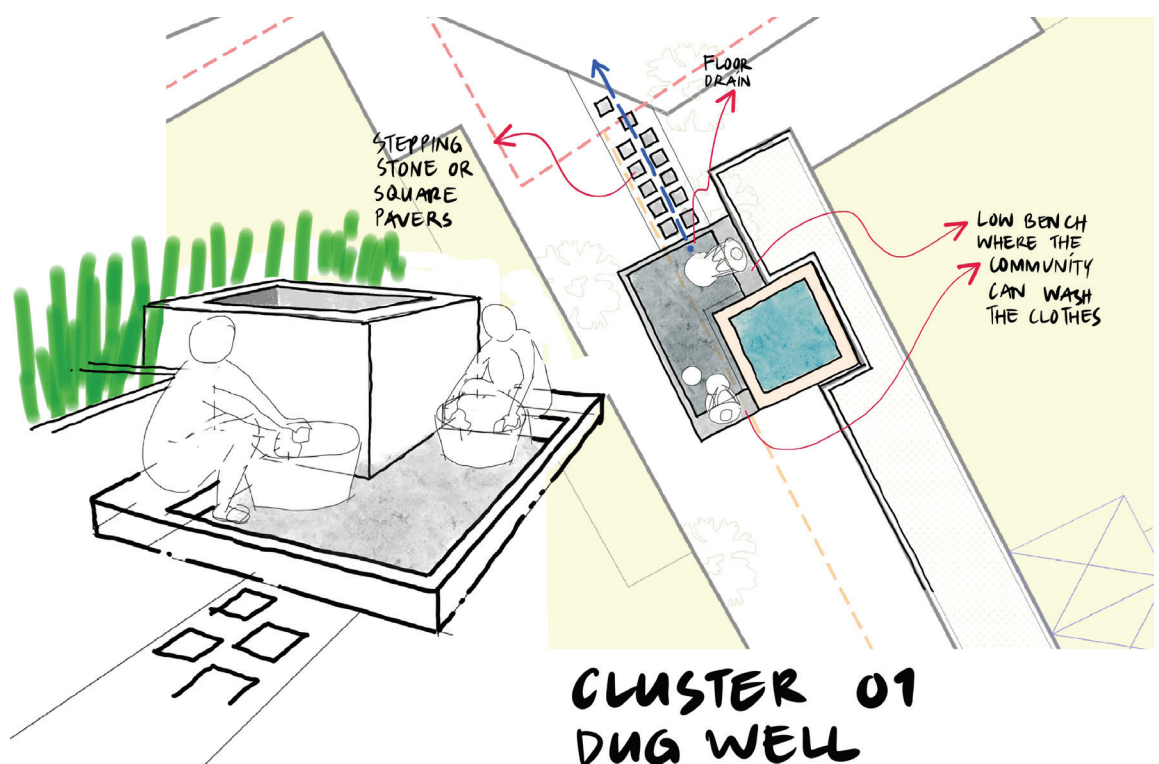 FLOOR
DRAIN
STEPPING
STONE OR
SQUARE
PAVERS
LOW BENCH
WHERE THE
COMMUNITY
CAN WASH
THE CLOTHES
CLUSTER 01
DUG WELL